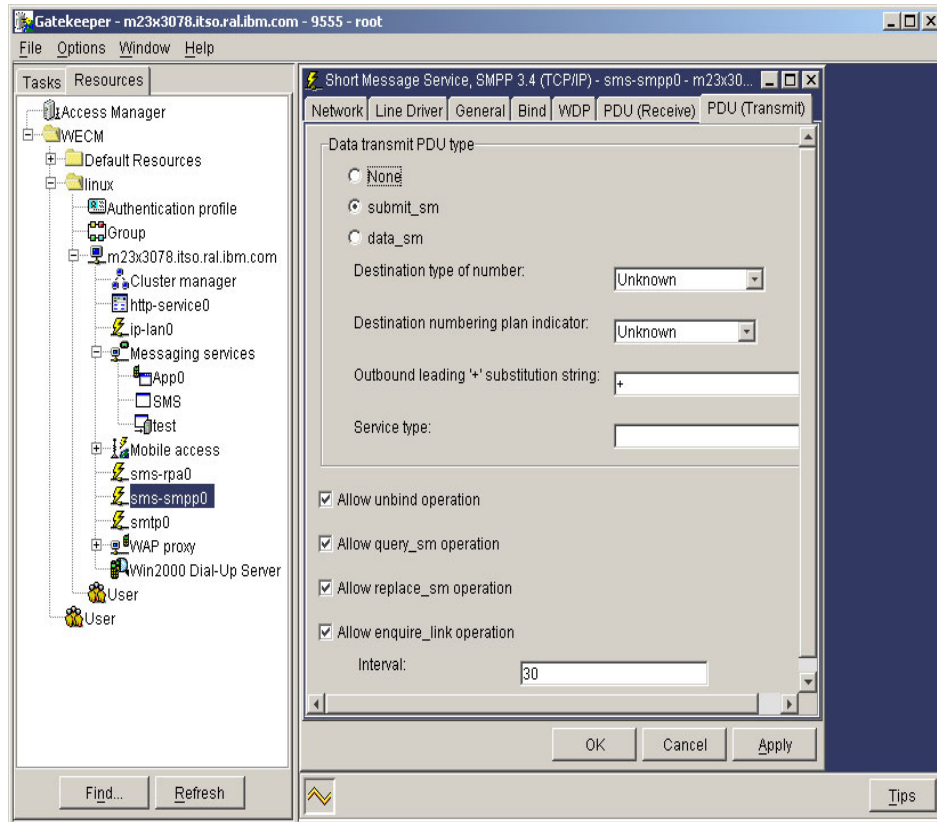 Gatekeeper - m23x3078.itso.ral.ibm.com - 9555 - root
File Options Window Help
Tasks Resources
Access Manager
WECM
Default Resources
linux
Authentication profile
Group
m23x3078.itso.ral.ibm.com
Cluster manager
http-service0
ip-lan0
Messaging services
App0
SMS
test
Mobile access
sms-rpa0
sms-smpp0
smtp0
WAP proxy
Win2000 Dial-Up Server
User
User
Find... Refresh
Short Message Service, SMPP 3.4 (TCP/IP) - sms-smpp0 - m23x30...
Network Line Driver General Bind WDP PDU (Receive) PDU (Transmit)
Data transmit PDU type
None
submit_sm
data_sm
Destination type of number: Unknown
Destination numbering plan indicator: Unknown
Outbound leading '+' substitution string: +
Service type:
Allow unbind operation
Allow query_sm operation
Allow replace_sm operation
Allow enquire_link operation
Interval: 30
OK Cancel Apply
Tips